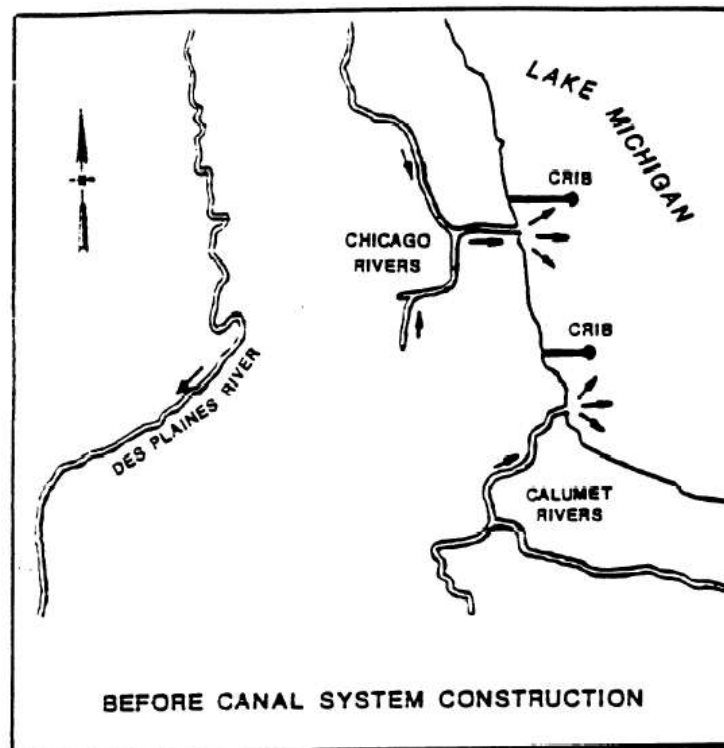 LAKE MICHIGAN
CRIB
CHICAGO
RIVERS
CRIB
DES PLAINES RIVER
CALUMET
RIVERS
BEFORE CANAL SYSTEM CONSTRUCTION